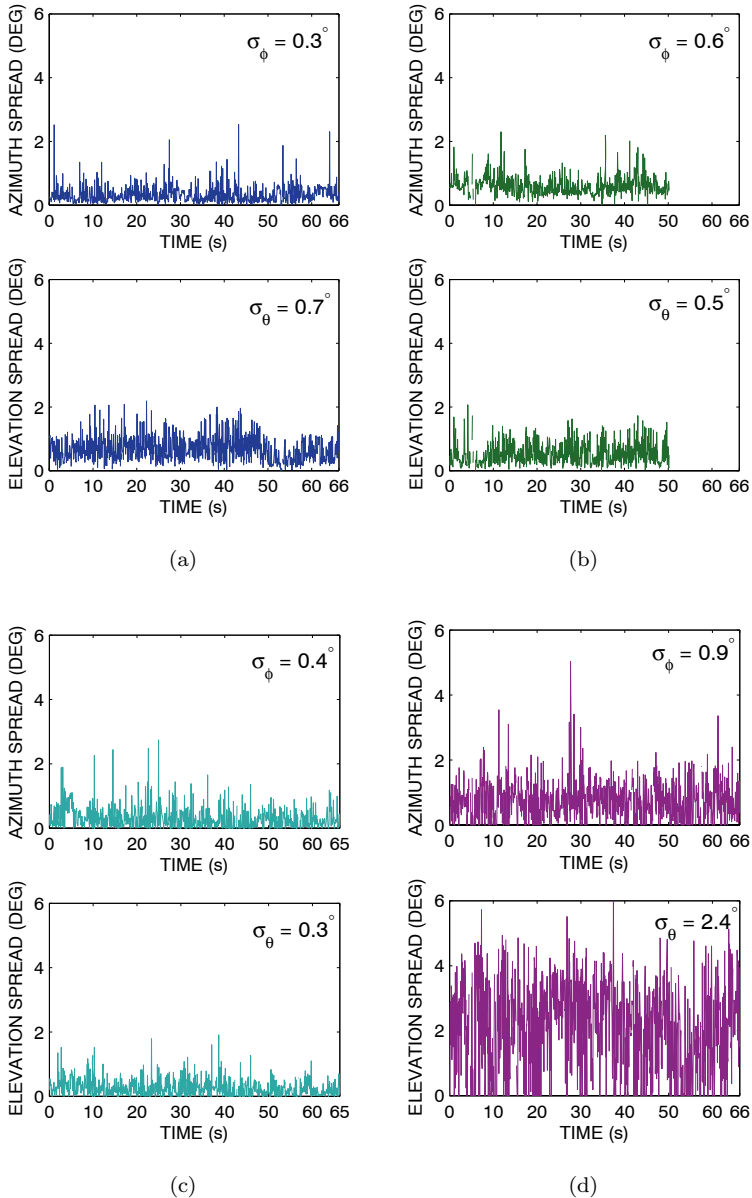 AZIMUTH SPREAD (DEG)
6
4
2
0
σϕ = 0.3°
0 10 20 30 40 50 60 66
TIME (s)
ELEVATION SPREAD (DEG)
6
4
2
0
σθ = 0.7°
0 10 20 30 40 50 60 66
TIME (s)
(a)
AZIMUTH SPREAD (DEG)
6
4
2
0
σϕ = 0.6°
0 10 20 30 40 50 60 66
TIME (s)
ELEVATION SPREAD (DEG)
6
4
2
0
σθ = 0.5°
0 10 20 30 40 50 60 66
TIME (s)
(b)
AZIMUTH SPREAD (DEG)
6
4
2
0
σϕ = 0.4°
0 10 20 30 40 50 60 65
TIME (s)
ELEVATION SPREAD (DEG)
6
4
2
0
σθ = 0.3°
0 10 20 30 40 50 60 65
TIME (s)
(c)
AZIMUTH SPREAD (DEG)
6
4
2
0
σϕ = 0.9°
0 10 20 30 40 50 60 66
TIME (s)
ELEVATION SPREAD (DEG)
6
4
2
0
σθ = 2.4°
0 10 20 30 40 50 60 66
TIME (s)
(d)